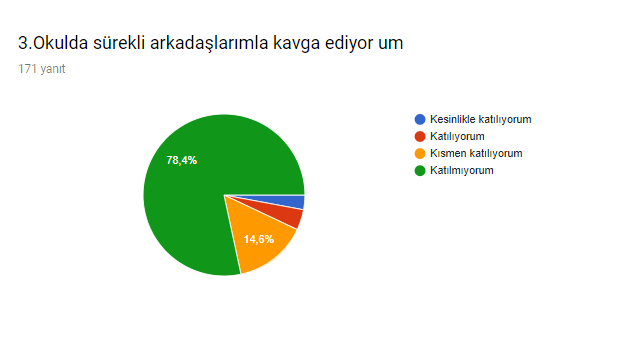 3.Okulda sürekli arkadaşlarımla kavga ediyor um
171 yanıt
Kesinlikle katılıyorum
Katılıyorum
Kısmen katılıyorum
Katılmıyorum
78,4%
14,6%